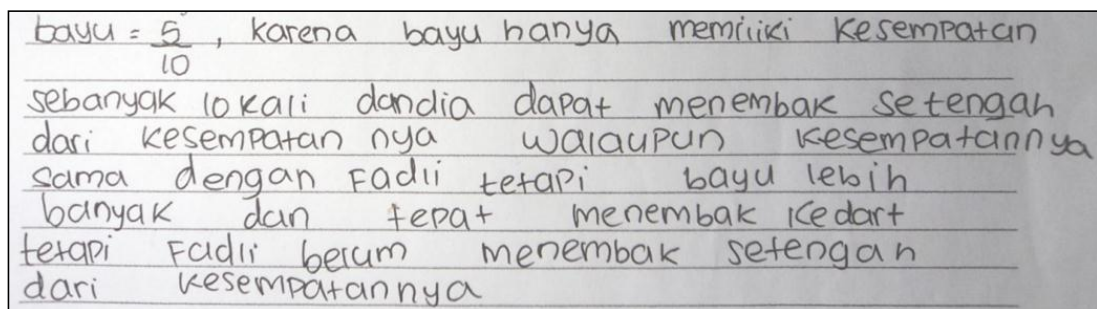 bayu = 5/10, karena bayu hanya memiliki kesempatan
sebanyak 10 kali dandia dapat menembak setengah
dari kesempatan nya walaupun kesempatannya
sama dengan Fadli tetapi bayu lebih
banyak dan tepat menembak kedart
tetapi Fadli belum menembak setengah
dari kesempatannya